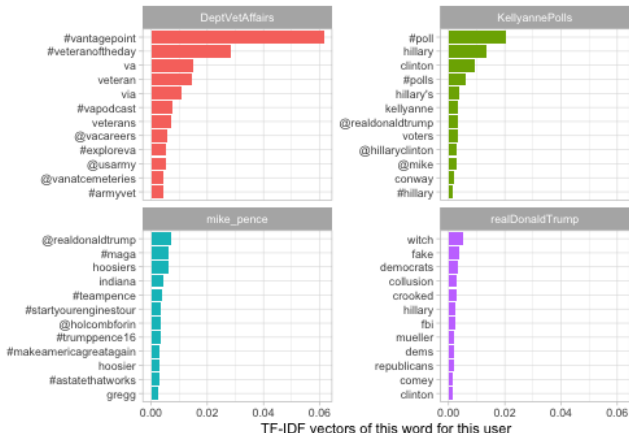 DeptVetAffairs
#vantagepoint
#veteranoftheday
va
veteran
via
#vapodcast
veterans
@vacareers
#exploreva
@usarmy
@vanatcemeteries
#armyvet
KellyannePolls
#poll
hillary
clinton
#polls
hillary's
kellyanne
@realdonaldtrump
voters
@hillaryclinton
@mike
conway
#hillary
mike_pence
@realdonaldtrump
#maga
hoosiers
indiana
#teampence
#startyourenginestour
@holcombforin
#trumppence16
#makeamericagreatagain
hoosier
#astatethatworks
gregg
0.00 0.02 0.04 0.06
realDonaldTrump
witch
fake
democrats
collusion
crooked
hillary
fbi
mueller
dems
republicans
comey
clinton
0.00 0.02 0.04 0.06
TF-IDF vectors of this word for this user